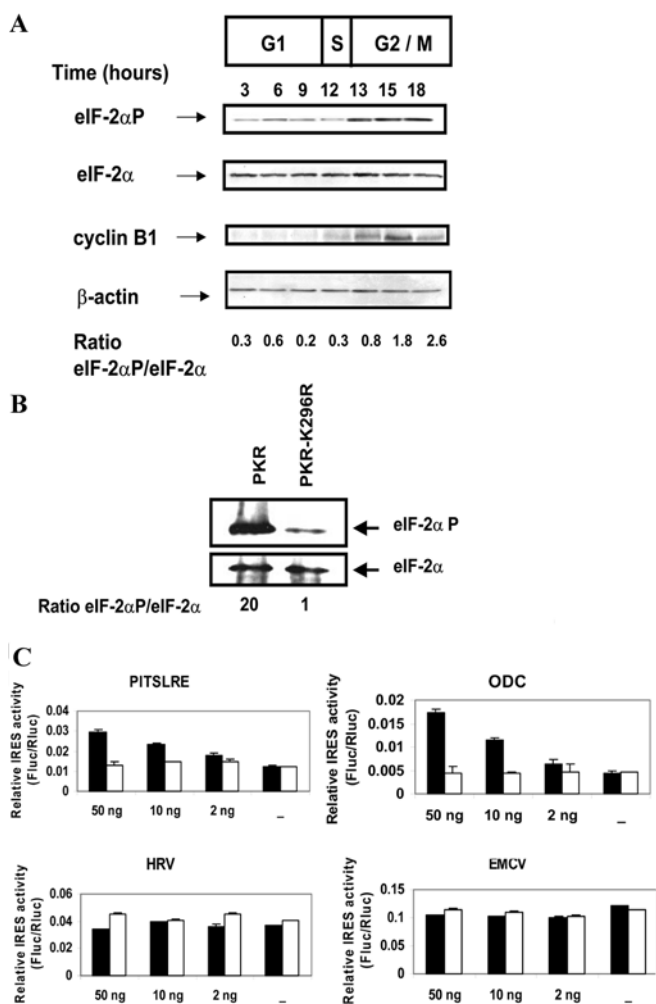 A
G1 S G2 / M
Time (hours)
3 6 9 12 13 15 18
eIF-2αP
eIF-2α
cyclin B1
β-actin
Ratio 0.3 0.6 0.2 0.3 0.8 1.8 2.6
eIF-2αP/eIF-2α
B
PKR
PKR-K296R
eIF-2α P
eIF-2α
Ratio eIF-2αP/eIF-2α 20 1
C
PITSLRE
Relative IRES activity
(Fluc/Rluc)
0.04
0.03
0.02
0.01
0
50 ng 10 ng 2 ng _
ODC
Relative IRES activity
(Fluc/Rluc)
0.02
0.015
0.01
0.005
0
50 ng 10 ng 2 ng _
HRV
Relative IRES activity
(Fluc/Rluc)
0.06
0.04
0.02
0
50 ng 10 ng 2 ng _
EMCV
Relative IRES activity
(Fluc/Rluc)
0.15
0.1
0.05
0
50 ng 10 ng 2 ng _